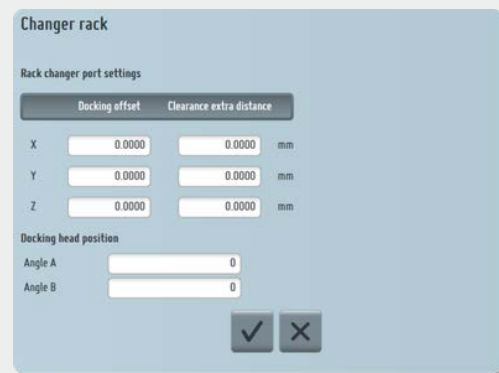 Changer rack
Rack changer port settings
Docking offset Clearance extra distance
X 0.0000 0.0000 mm
Y 0.0000 0.0000 mm
Z 0.0000 0.0000 mm
Docking head position
Angle A 0
Angle B 0